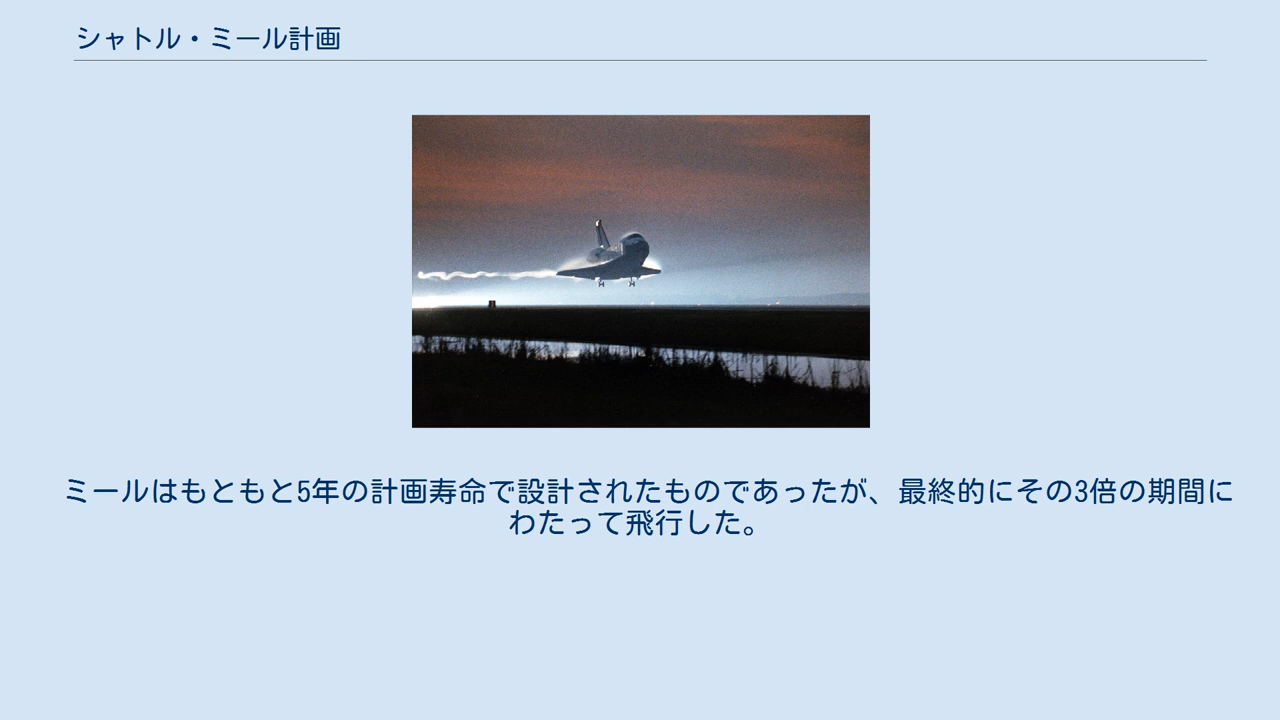 シャトル・ミール計画
ミールはもともと5年の計画寿命で設計されたものであったが、最終的にその3倍の期間に
わたって飛行した。